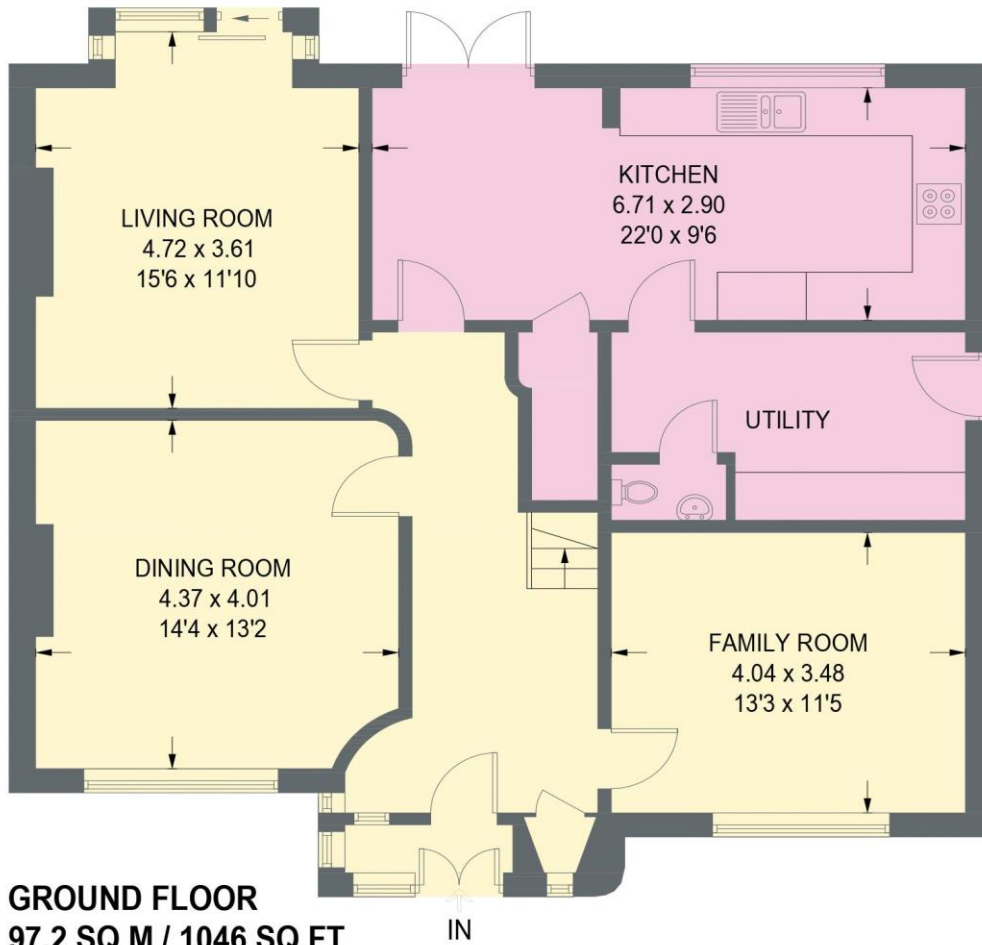 KITCHEN
6.71 x 2.90
22'0 x 9'6
LIVING ROOM
4.72 x 3.61
15'6 x 11'10
UTILITY
DINING ROOM
4.37 x 4.01
14'4 x 13'2
FAMILY ROOM
4.04 x 3.48
13'3 x 11'5
GROUND FLOOR
97.2 SQ M / 1046 SQ FT
IN